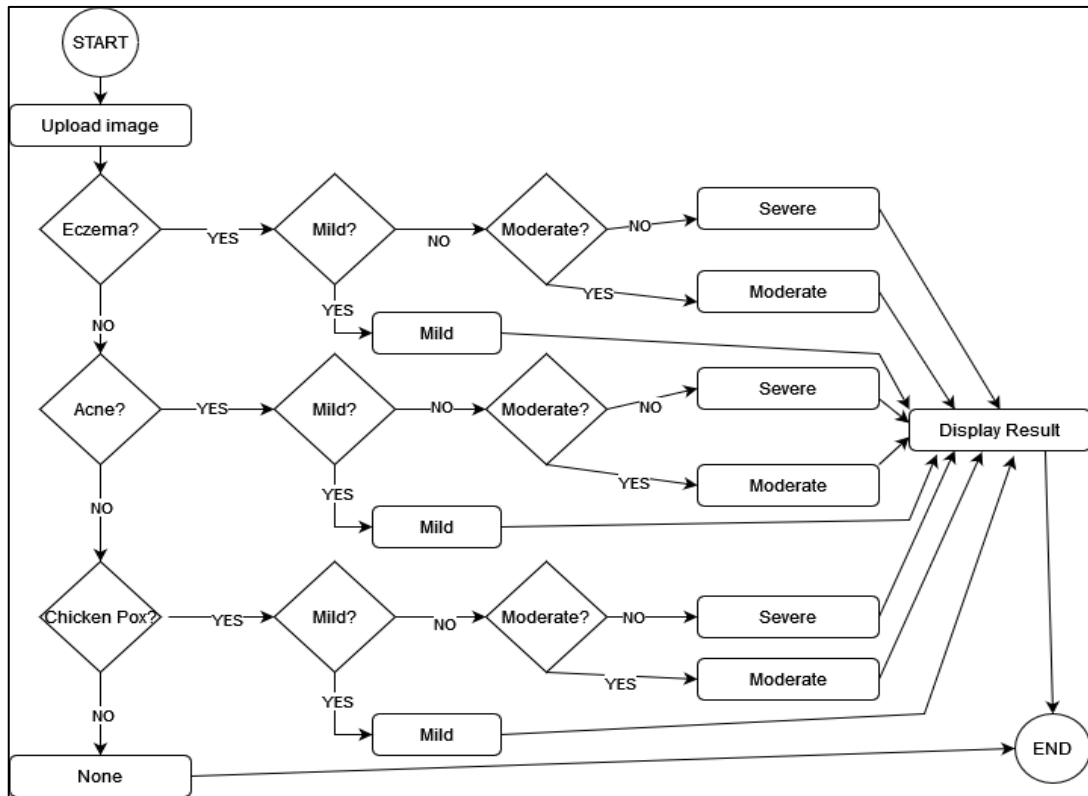 START
Upload image
Eczema?
YES
Mild?
NO
Moderate?
NO
Severe
YES
Moderate
YES
Mild
NO
Acne?
YES
Mild?
NO
Moderate?
NO
Severe
Display Result
YES
Moderate
YES
Mild
NO
Chicken Pox?
YES
Mild?
NO
Moderate?
NO
Severe
YES
Moderate
YES
Mild
NO
None
END